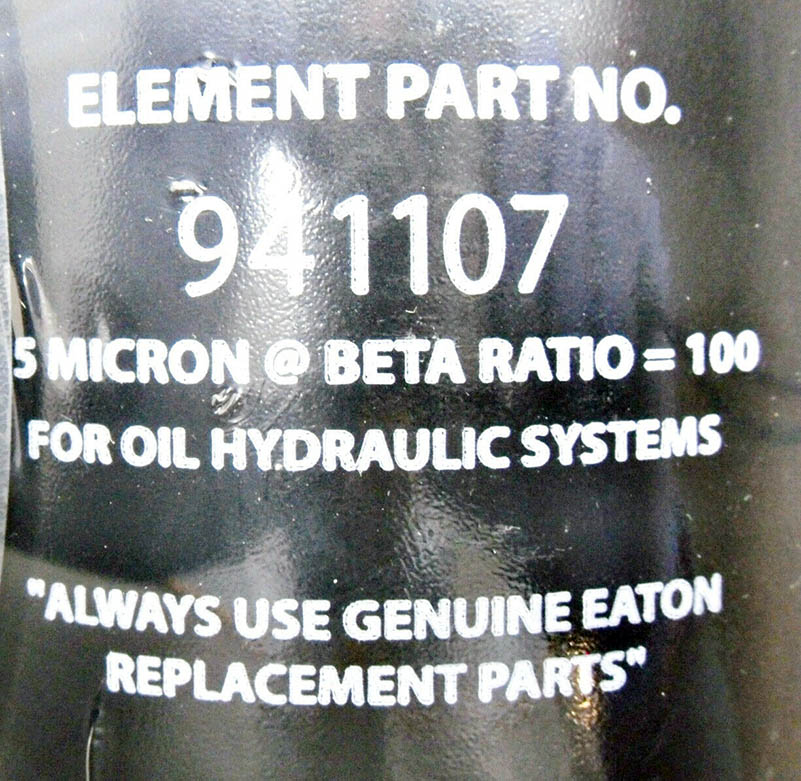 ELEMENT PART NO.
941107
5 MICRON @ BETA RATIO = 100
FOR OIL HYDRAULIC SYSTEMS
"ALWAYS USE GENUINE EATON
REPLACEMENT PARTS"